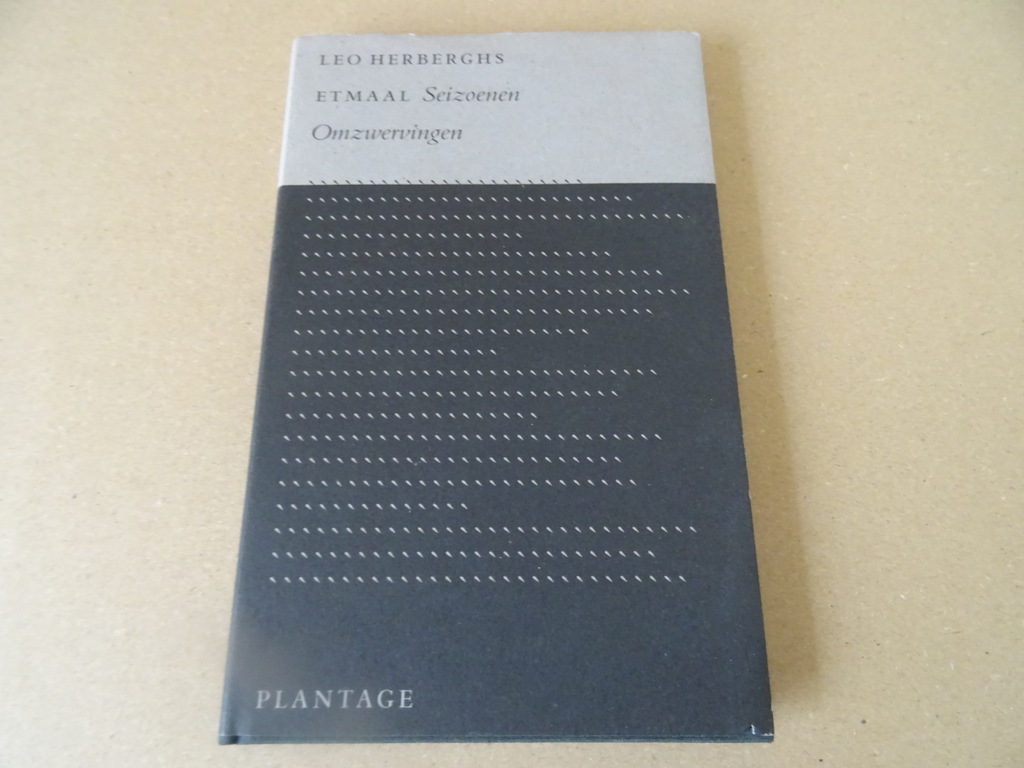 LEO HERBERGHS
ETMAAL Seizoenen
Omzwervingen
PLANTAGE